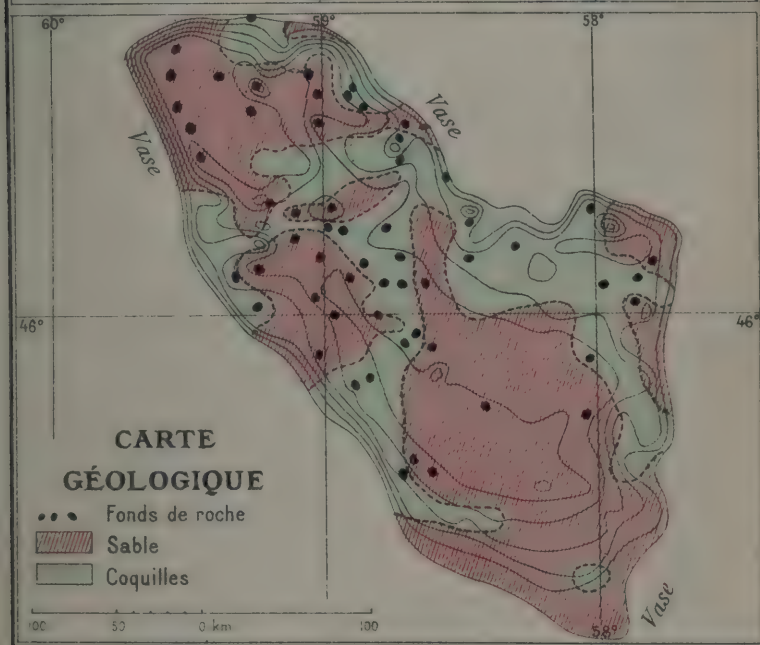 60°
59°
58°
Vase
Vase
46°
46°
CARTE
GÉOLOGIQUE
Fonds de roche
Sable
Coquilles
Vase
100 50 0 km. 100
58°